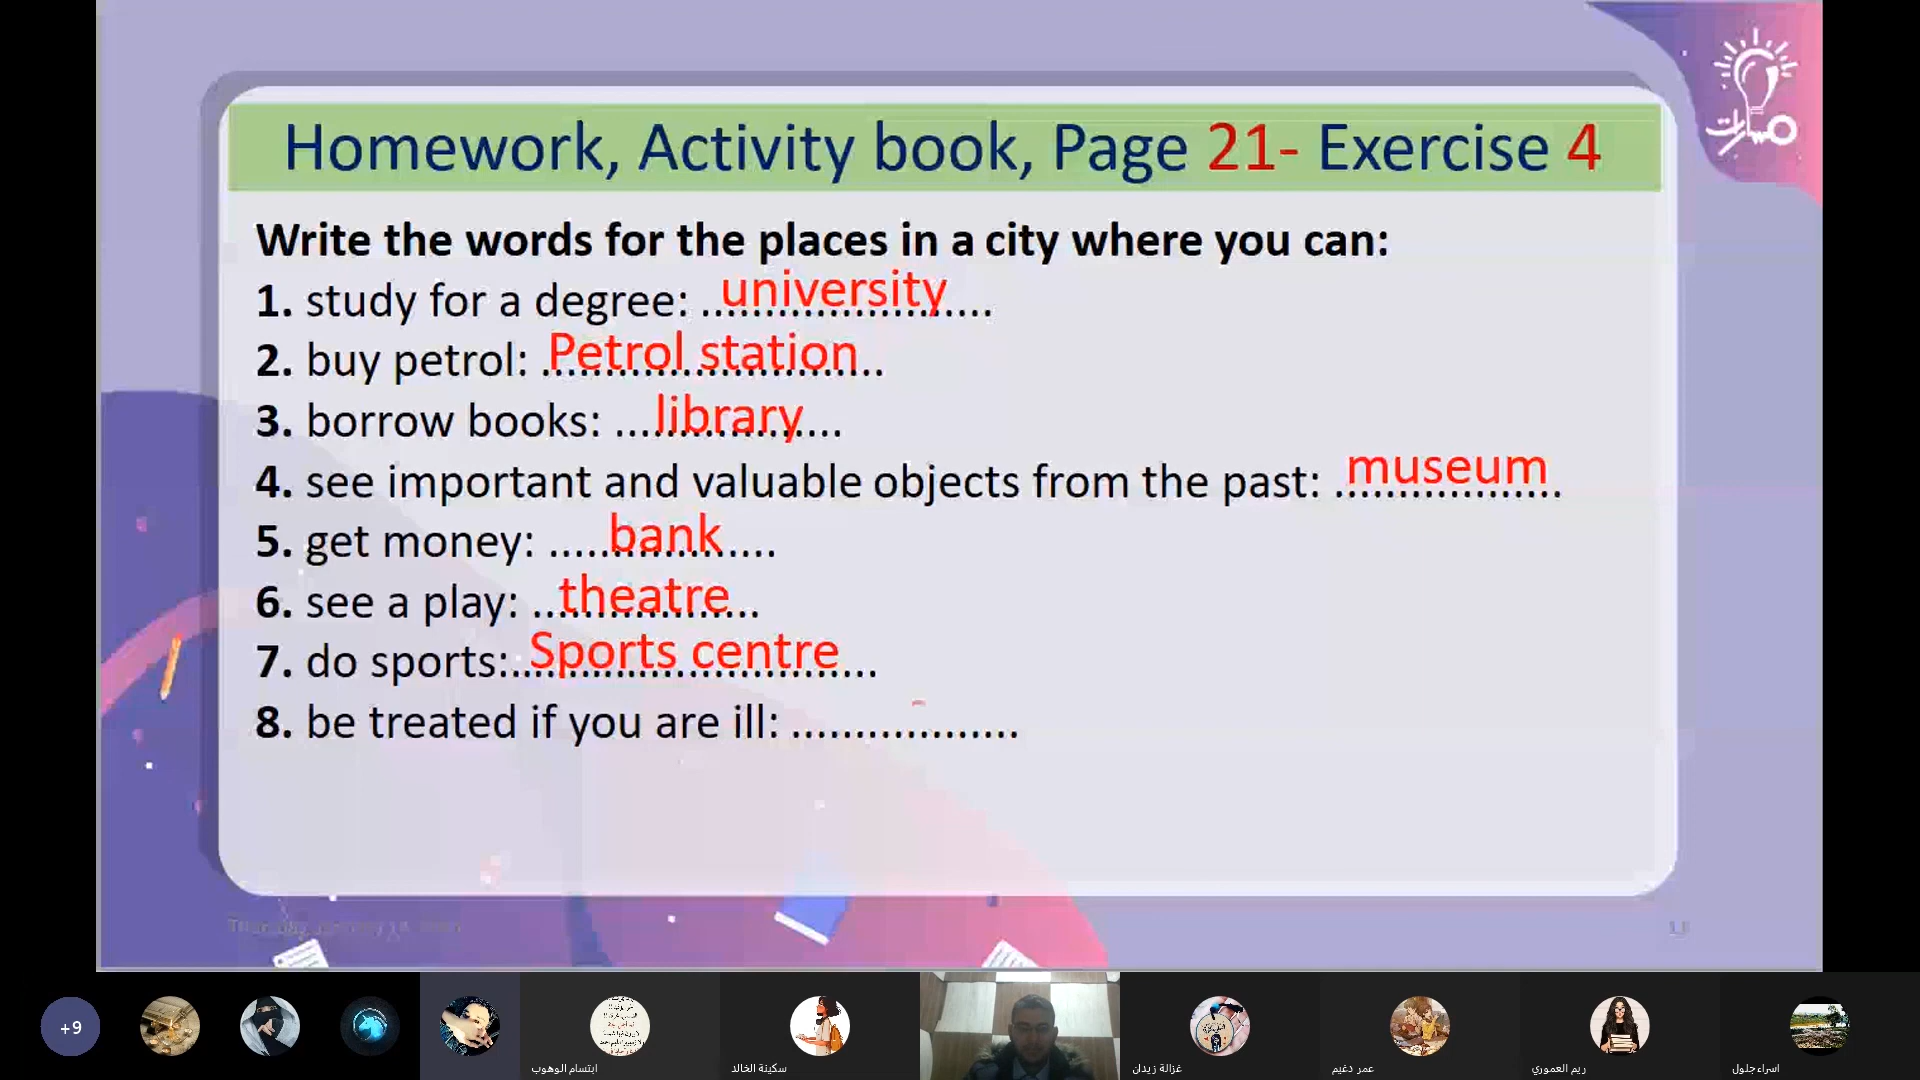 Homework, Activity book, Page 21- Exercise 4
مسارات
Write the words for the places in a city where you can:
1. study for a degree: ....university....
2. buy petrol: ....Petrol station....
3. borrow books: ....library....
4. see important and valuable objects from the past: ....museum....
5. get money: ....bank....
6. see a play: ....theatre....
7. do sports:....Sports centre....
8. be treated if you are ill: ..................
+9
ابتسام الوهوب
سكينة الخالد
غزالة زيدان
عمر دغيم
ريم العموري
اسراء جلول